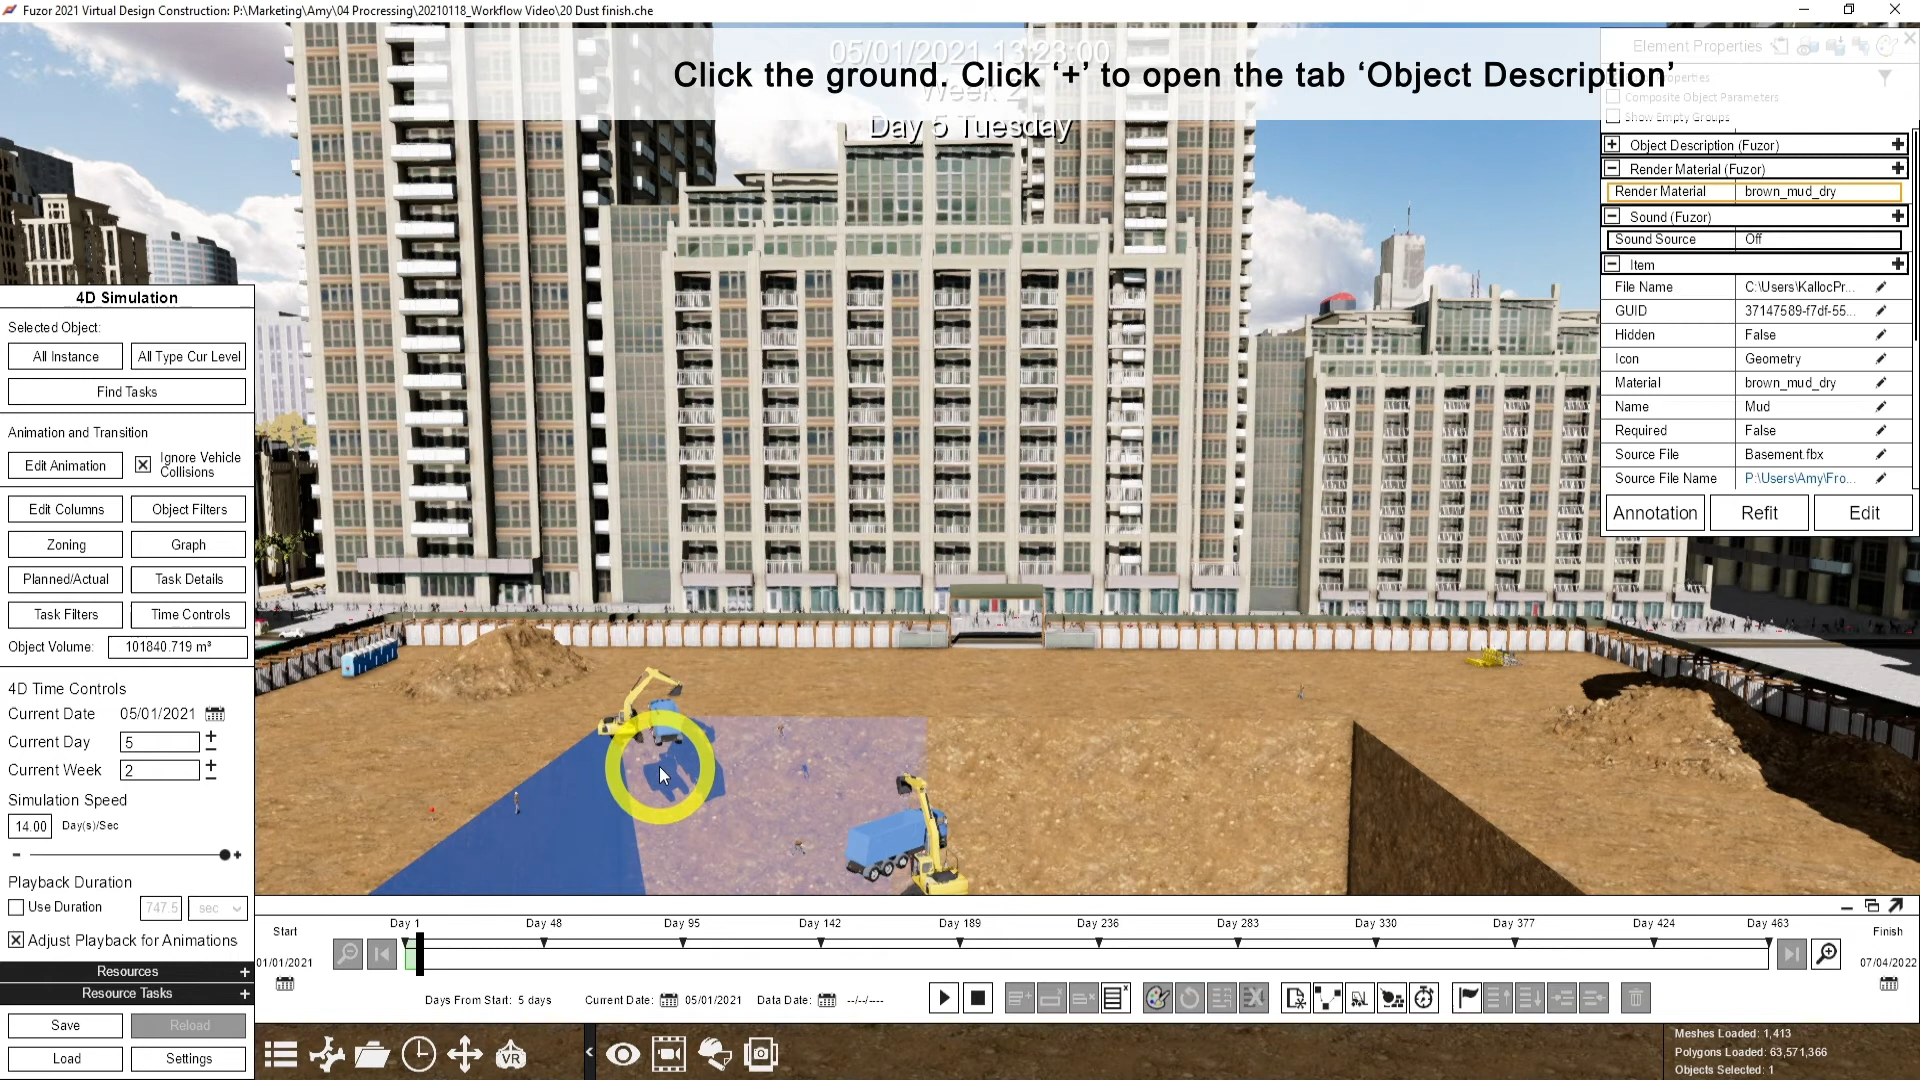 Fuzor 2021 Virtual Design Construction: P:\Marketing\Amy\04 Procressing\20210118_Workflow Video\20 Dust finish.che
05/01/2021 13:23:00
Click the ground. Click ‘+’ to open the tab ‘Object Description’
Week 2
Day 5 Tuesday
Element Properties
Composite Object Parameters
Show Empty Groups
Object Description (Fuzor)
Render Material (Fuzor)
Render Material brown_mud_dry
Sound (Fuzor)
Sound Source Off
Item
File Name C:\Users\KallocPr...
GUID 37147589-f7df-55...
Hidden False
Icon Geometry
Material brown_mud_dry
Name Mud
Required False
Source File Basement.fbx
Source File Name P:\Users\Amy\Fro...
Annotation Refit Edit
4D Simulation
Selected Object:
All Instance All Type Cur Level
Find Tasks
Animation and Transition
Edit Animation Ignore Vehicle Collisions
Edit Columns Object Filters
Zoning Graph
Planned/Actual Task Details
Task Filters Time Controls
Object Volume: 101840.719 m³
4D Time Controls
Current Date 05/01/2021
Current Day 5
Current Week 2
Simulation Speed
14.00 Day(s)/Sec
Playback Duration
Use Duration 747.5 sec
Adjust Playback for Animations
Resources +
Resource Tasks +
Save Reload
Load Settings
Start Day 1 Day 48 Day 95 Day 142 Day 189 Day 236 Day 283 Day 330 Day 377 Day 424 Day 463 Finish
01/01/2021 07/04/2022
Days From Start: 5 days Current Date: 05/01/2021 Data Date: --/--/----
VR
Meshes Loaded: 1,413
Polygons Loaded: 63,571,366
Objects Selected: 1